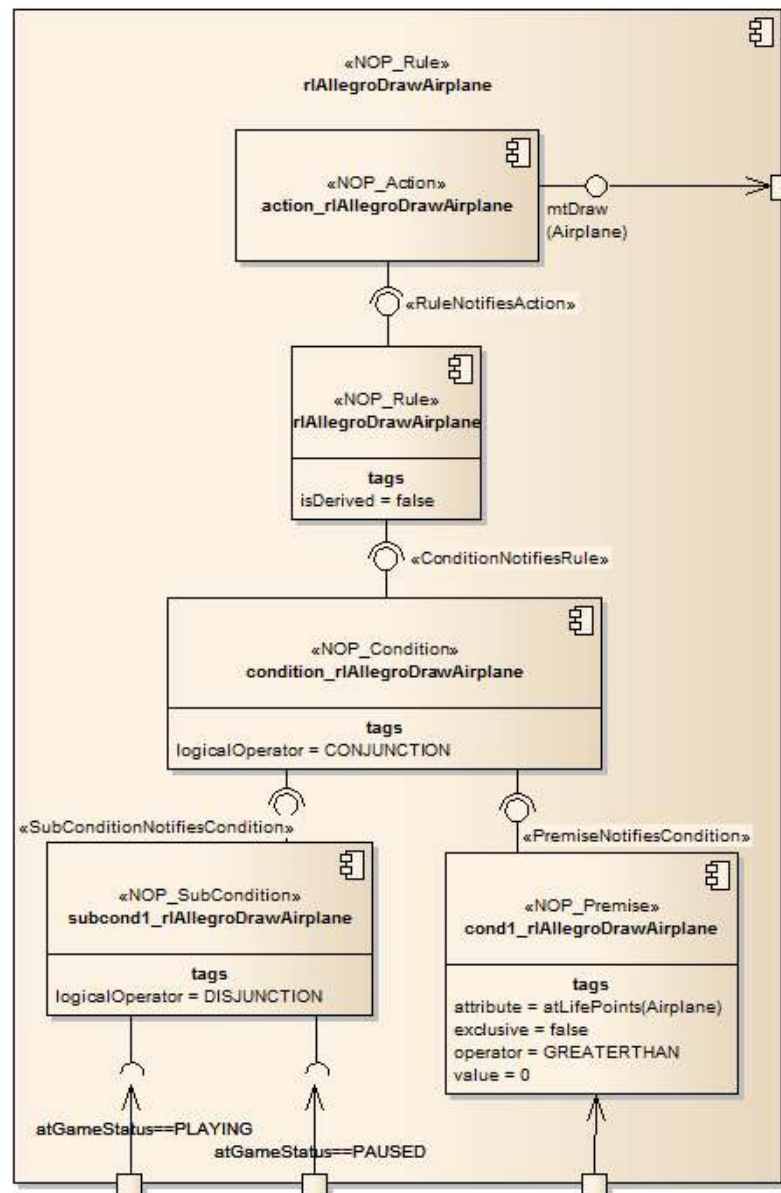 «NOP_Rule»
rlAllegroDrawAirplane
«NOP_Action»
action_rlAllegroDrawAirplane
mtDraw
(Airplane)
«RuleNotifiesAction»
«NOP_Rule»
rlAllegroDrawAirplane
tags
isDerived = false
«ConditionNotifiesRule»
«NOP_Condition»
condition_rlAllegroDrawAirplane
tags
logicalOperator = CONJUNCTION
«SubConditionNotifiesCondition»
«PremiseNotifiesCondition»
«NOP_SubCondition»
subcond1_rlAllegroDrawAirplane
tags
logicalOperator = DISJUNCTION
«NOP_Premise»
cond1_rlAllegroDrawAirplane
tags
attribute = atLifePoints(Airplane)
exclusive = false
operator = GREATERTHAN
value = 0
atGameStatus==PLAYING
atGameStatus==PAUSED